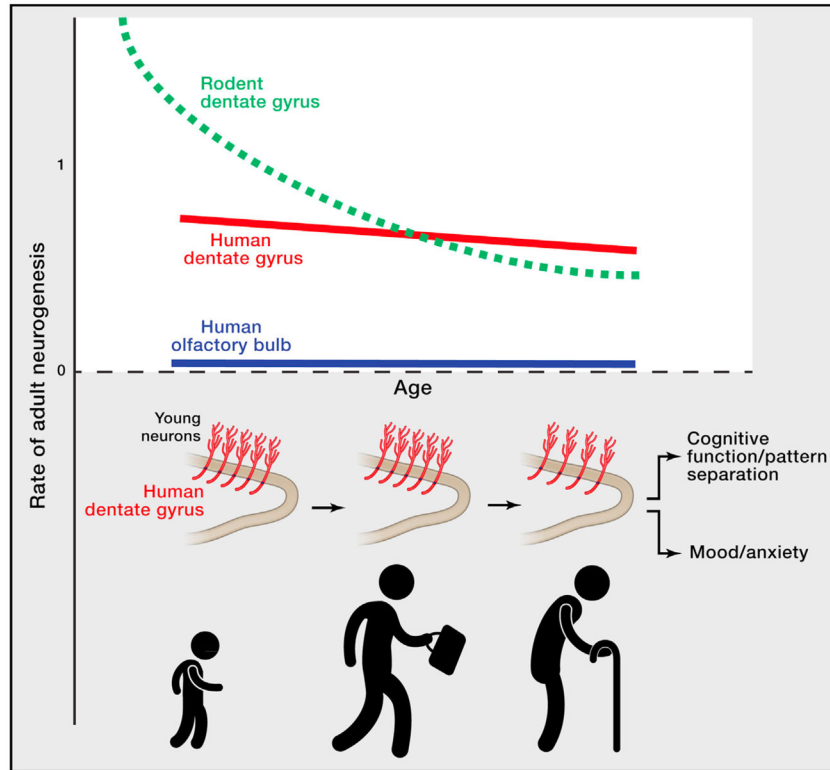 Rodent
dentate gyrus
1
Human
dentate gyrus
Human
olfactory bulb
0
Age
Rate of adult neurogenesis
Young
neurons
Human
dentate gyrus
Cognitive
function/pattern
separation
Mood/anxiety